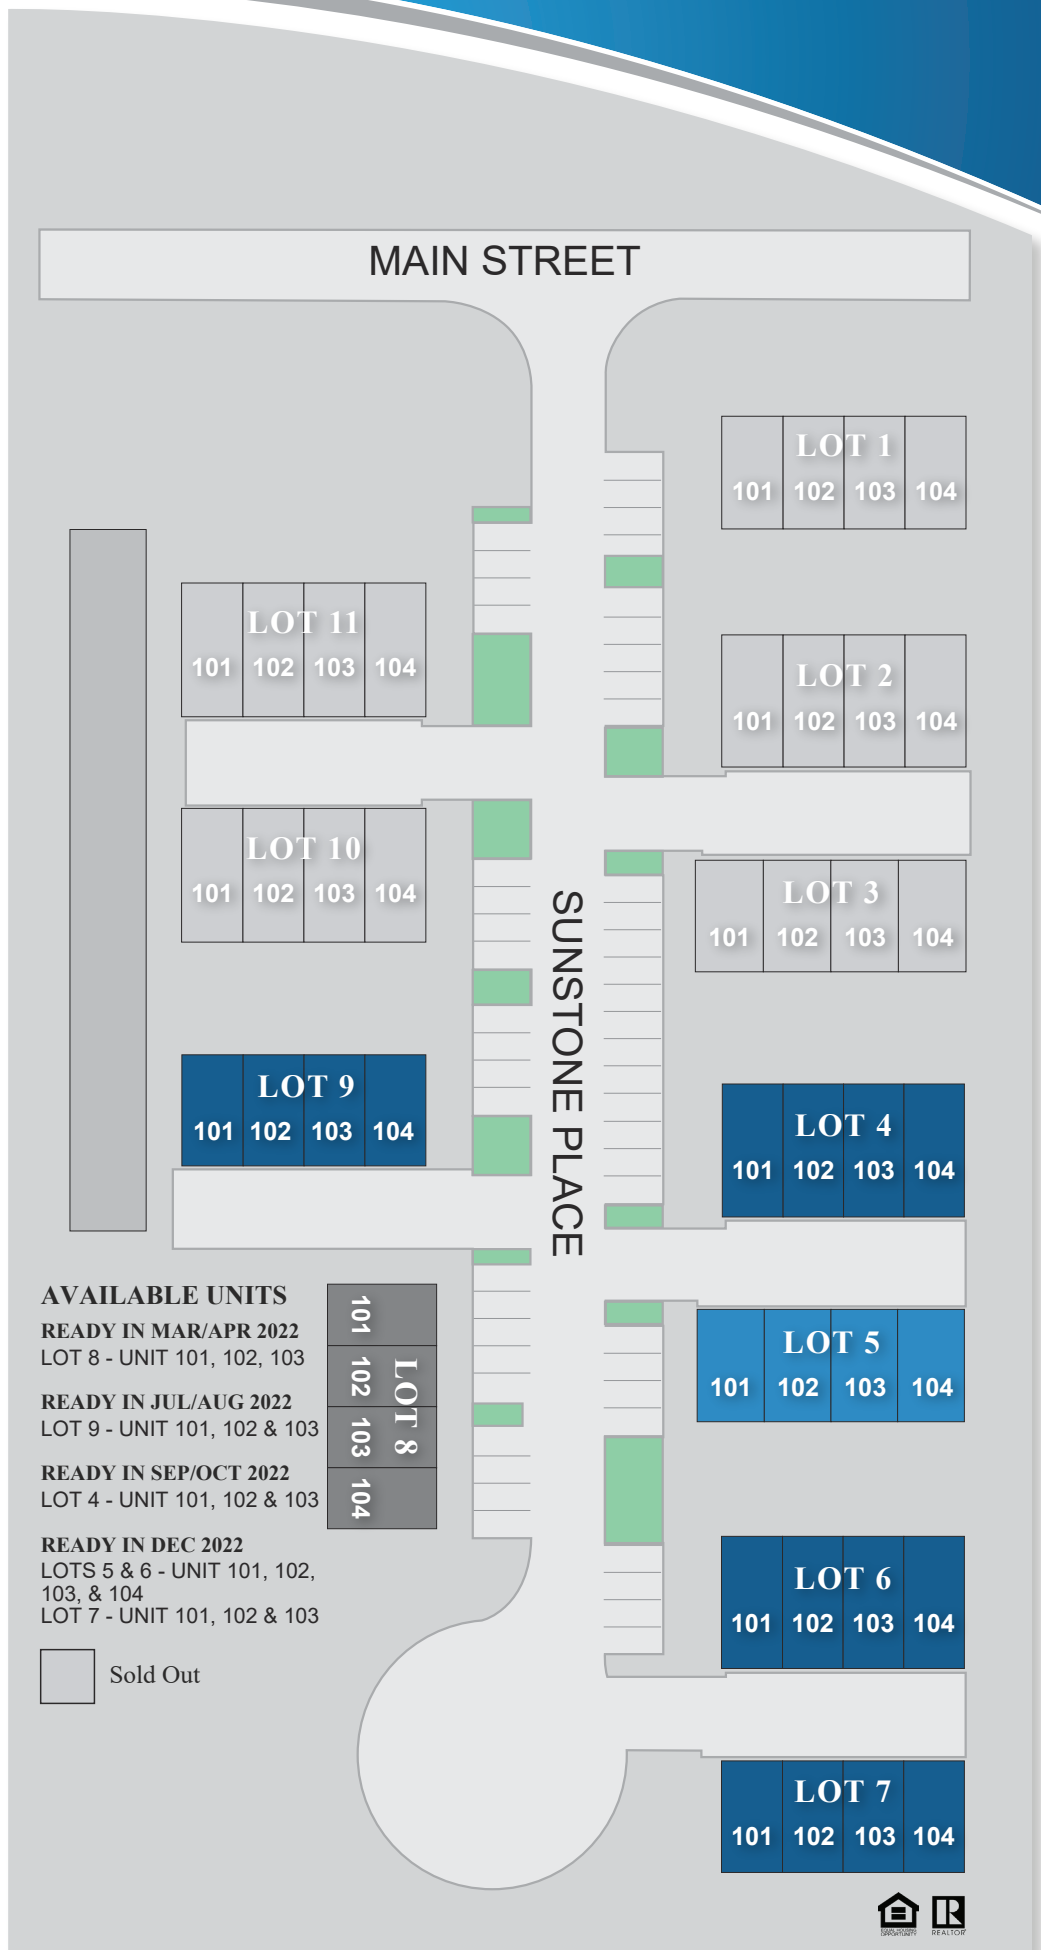 MAIN STREET
LOT 1
101 102 103 104
LOT 11
101 102 103 104
LOT 2
101 102 103 104
LOT 10
101 102 103 104
LOT 3
101 102 103 104
SUNSTONE PLACE
LOT 9
101 102 103 104
LOT 4
101 102 103 104
AVAILABLE UNITS
READY IN MAR/APR 2022
LOT 8 - UNIT 101, 102, 103
READY IN JUL/AUG 2022
LOT 9 - UNIT 101, 102 & 103
READY IN SEP/OCT 2022
LOT 4 - UNIT 101, 102 & 103
READY IN DEC 2022
LOTS 5 & 6 - UNIT 101, 102,
103, & 104
LOT 7 - UNIT 101, 102 & 103
Sold Out
LOT 8
101 102 103 104
LOT 5
101 102 103 104
LOT 6
101 102 103 104
LOT 7
101 102 103 104
EQUAL HOUSING
OPPORTUNITY
R
REALTOR